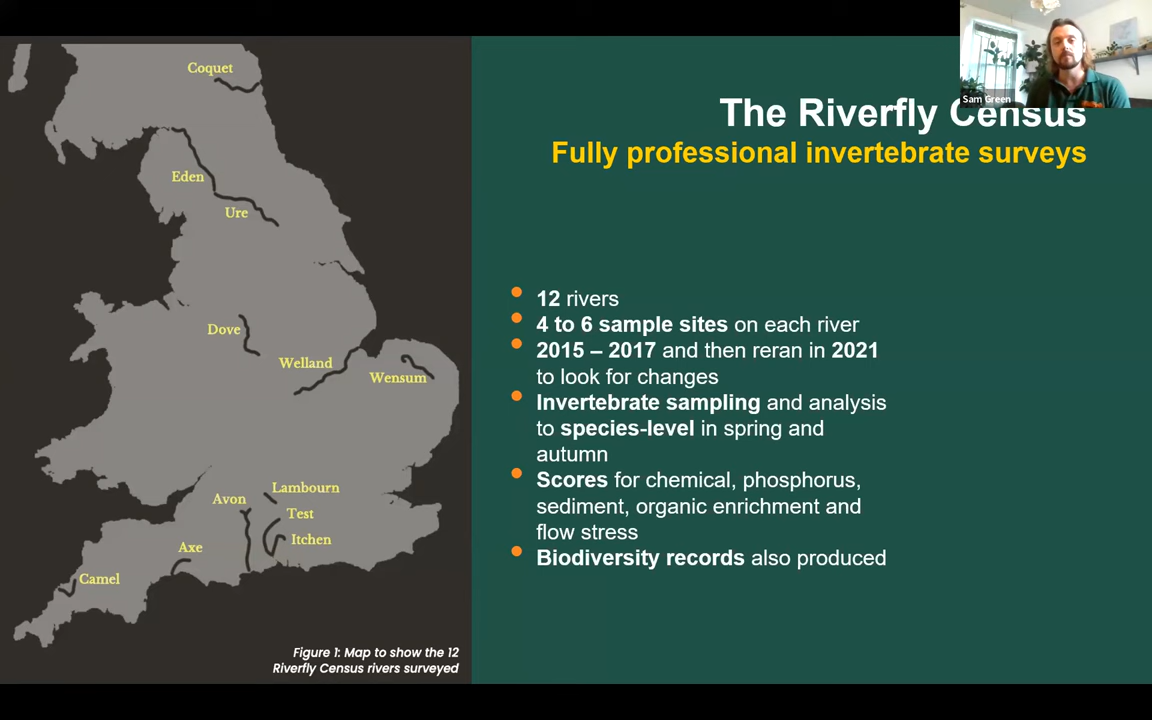 Coquet
Eden
Ure
Dove
Welland
Wensum
Lambourn
Avon
Test
Itchen
Axe
Camel
Figure 1: Map to show the 12
Riverfly Census rivers surveyed
Sam Green
The Riverfly Census
Fully professional invertebrate surveys
• 12 rivers
• 4 to 6 sample sites on each river
• 2015 – 2017 and then reran in 2021
to look for changes
• Invertebrate sampling and analysis
to species-level in spring and
autumn
• Scores for chemical, phosphorus,
sediment, organic enrichment and
flow stress
• Biodiversity records also produced